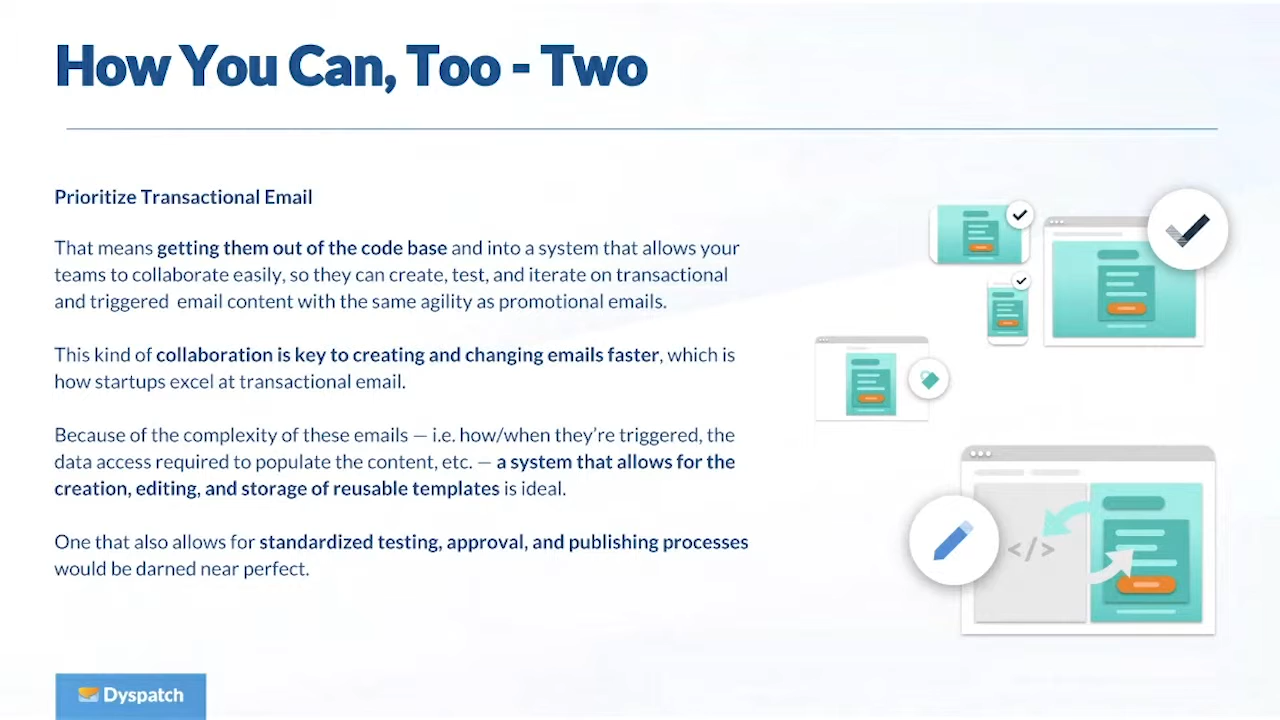 How You Can, Too - Two
Prioritize Transactional Email
That means getting them out of the code base and into a system that allows your
teams to collaborate easily, so they can create, test, and iterate on transactional
and triggered  email content with the same agility as promotional emails.
This kind of collaboration is key to creating and changing emails faster, which is
how startups excel at transactional email.
Because of the complexity of these emails — i.e. how/when they’re triggered, the
data access required to populate the content, etc. — a system that allows for the
creation, editing, and storage of reusable templates is ideal.
One that also allows for standardized testing, approval, and publishing processes
would be darned near perfect.
</>
Dyspatch